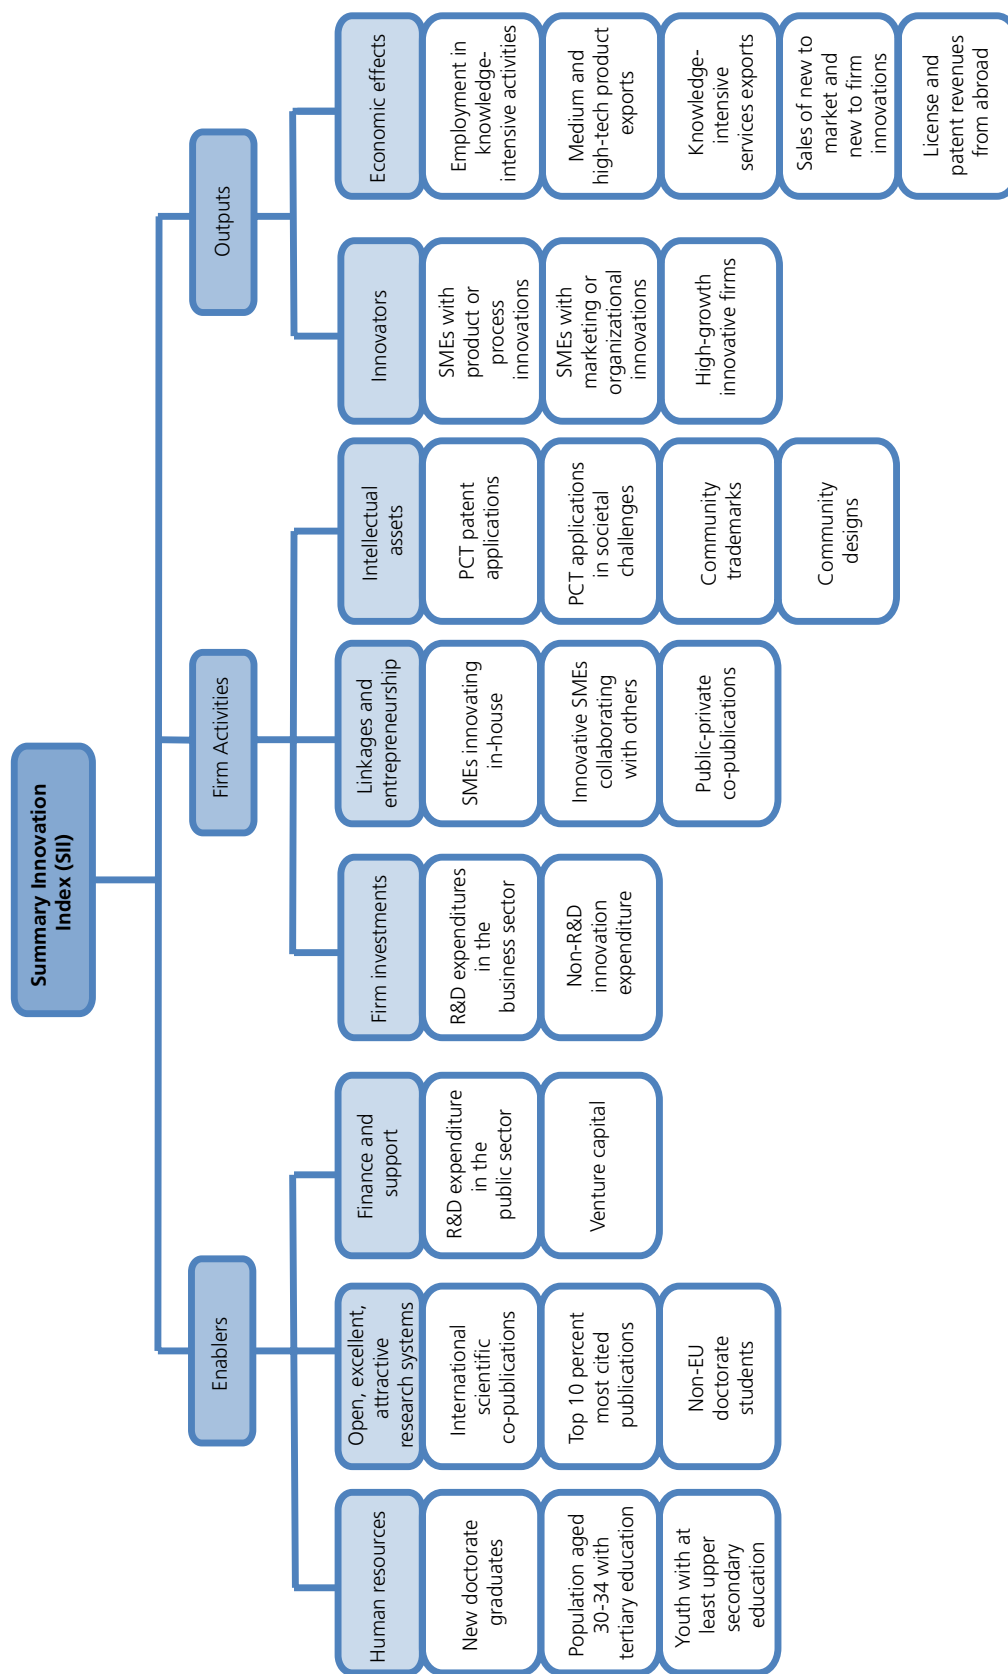 Summary Innovation
Index (SII)
Enablers
Firm Activities
Outputs
Human resources
Open, excellent,
attractive
research systems
Finance and
support
Firm investments
Linkages and
entrepreneurship
Intellectual
assets
Innovators
Economic effects
New doctorate
graduates
Population aged
30-34 with
tertiary education
Youth with at
least upper
secondary
education
International
scientific
co-publications
Top 10 percent
most cited
publications
Non-EU
doctorate
students
R&D expenditure
in the
public sector
Venture capital
R&D expenditures
in the
business sector
Non-R&D
innovation
expenditure
SMEs innovating
in-house
Innovative SMEs
collaborating
with others
Public-private
co-publications
PCT patent
applications
PCT applications
in societal
challenges
Community
trademarks
Community
designs
SMEs with
product or
process
innovations
SMEs with
marketing or
organizational
innovations
High-growth
innovative firms
Employment in
knowledge-
intensive activities
Medium and
high-tech product
exports
Knowledge-
intensive
services exports
Sales of new to
market and
new to firm
innovations
License and
patent revenues
from abroad